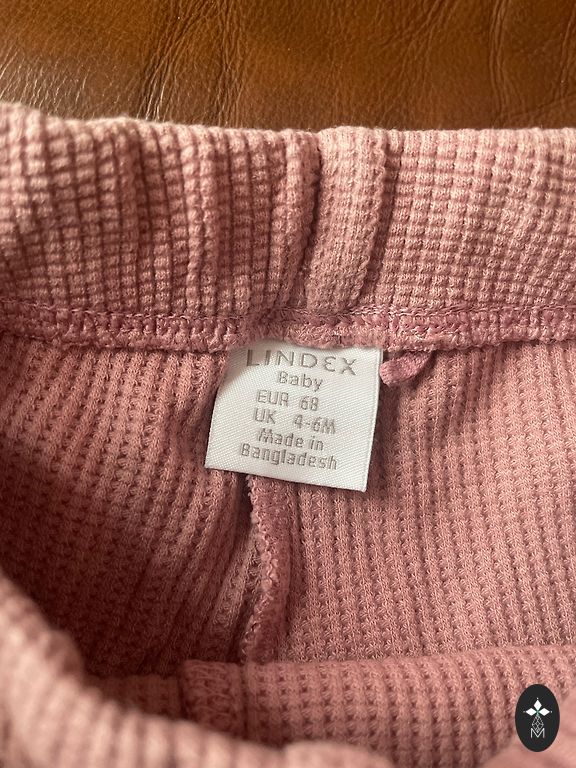 LINDEX
Baby
EUR 68
UK 4-6M
Made in
Bangladesh